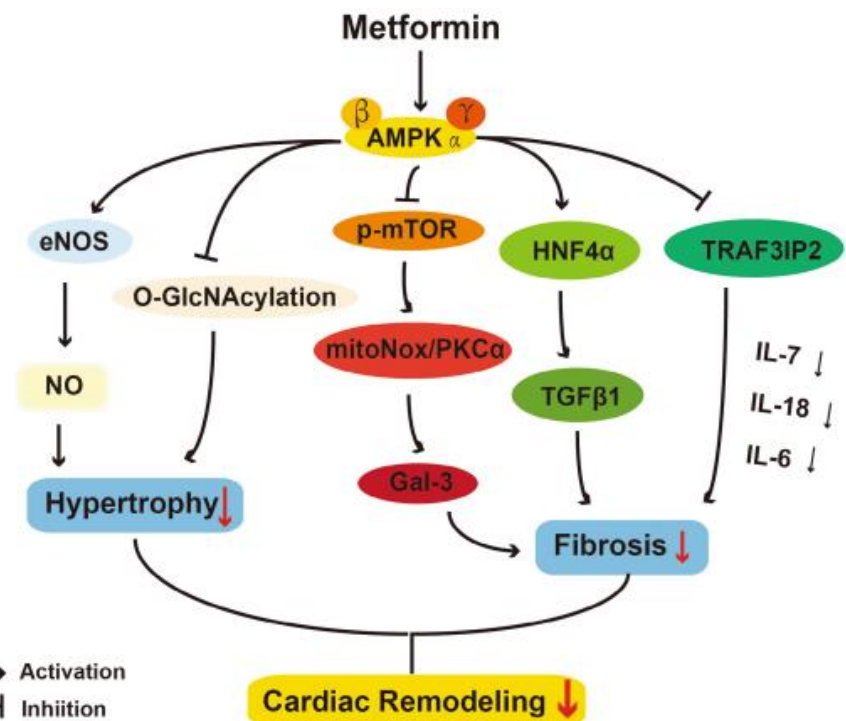 Metformin
β
γ
AMPK α
eNOS
p-mTOR
HNF4α
TRAF3IP2
O-GlcNAcylation
mitoNox/PKCα
IL-7 ↓
NO
TGFβ1
IL-18 ↓
IL-6 ↓
Gal-3
Hypertrophy↓
Fibrosis ↓
Activation
Cardiac Remodeling ↓
Inhiition